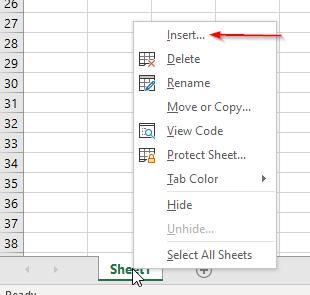 26
27
28
29
30
31
32
33
34
35
36
37
38
Insert...
Delete
Rename
Move or Copy...
View Code
Protect Sheet...
Tab Color
Hide
Unhide...
Select All Sheets
Sheet1
Ready